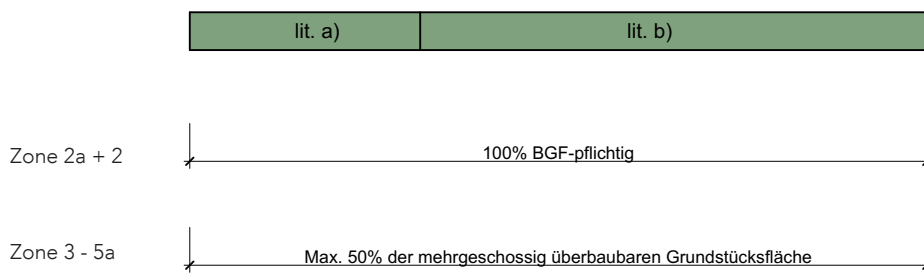 lit. a) lit. b)
Zone 2a + 2 100% BGF-pflichtig
Zone 3 - 5a Max. 50% der mehrgeschossig überbaubaren Grundstücksfläche